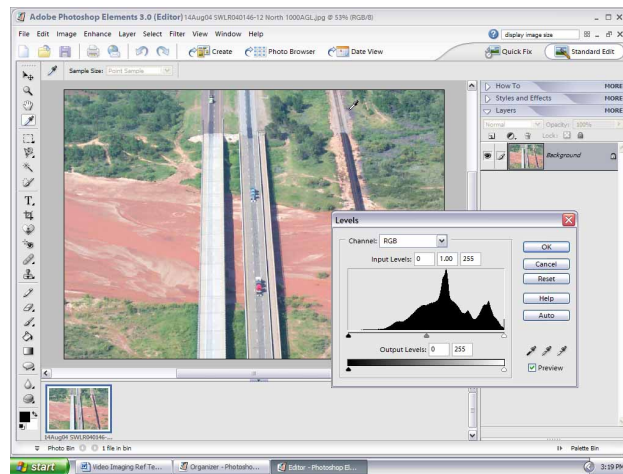 Adobe Photoshop Elements 3.0 (Editor) 14Aug04 SWLR040146-12 North 1000AGL.jpg @ 53% (RGB/8)
File Edit Image Enhance Layer Select Filter View Window Help
display image size
Create Photo Browser Date View
Quick Fix Standard Edit
Sample Size: Point Sample
How To MORE
Styles and Effects MORE
Layers MORE
Normal Opacity: 100%
Lock:
Background
Levels
Channel: RGB
OK
Input Levels: 0 1.00 255
Cancel
Reset
Help
Auto
Output Levels: 0 255
Preview
14Aug04 SWLR040146-...
Photo Bin 1 file in bin
Palette Bin
start
Video Imaging Ref Te...
Organizer - Photosho...
Editor - Photoshop El...
3:19 PM